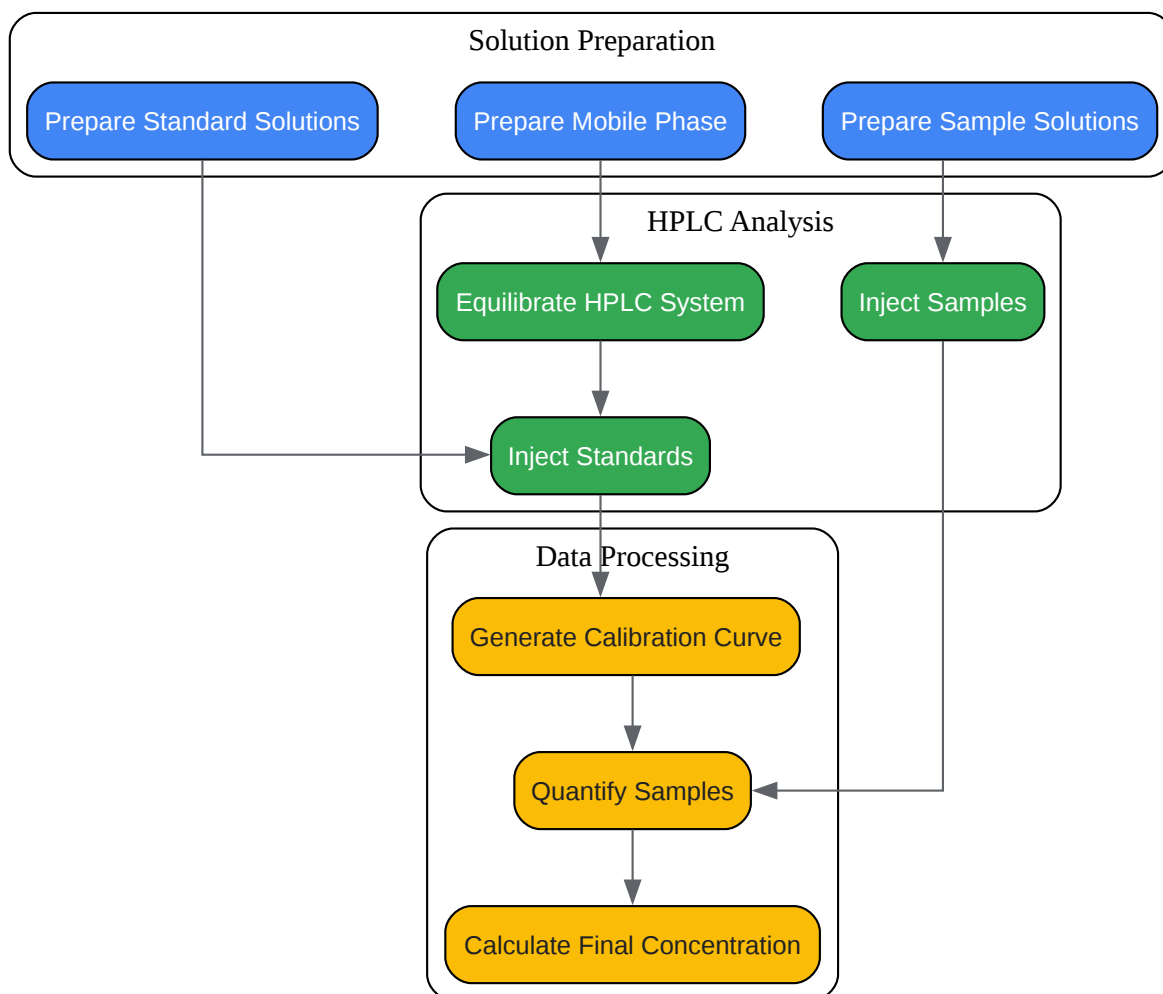 Solution Preparation
Prepare Standard Solutions
Prepare Mobile Phase
Prepare Sample Solutions
HPLC Analysis
Equilibrate HPLC System
Inject Samples
Inject Standards
Data Processing
Generate Calibration Curve
Quantify Samples
Calculate Final Concentration